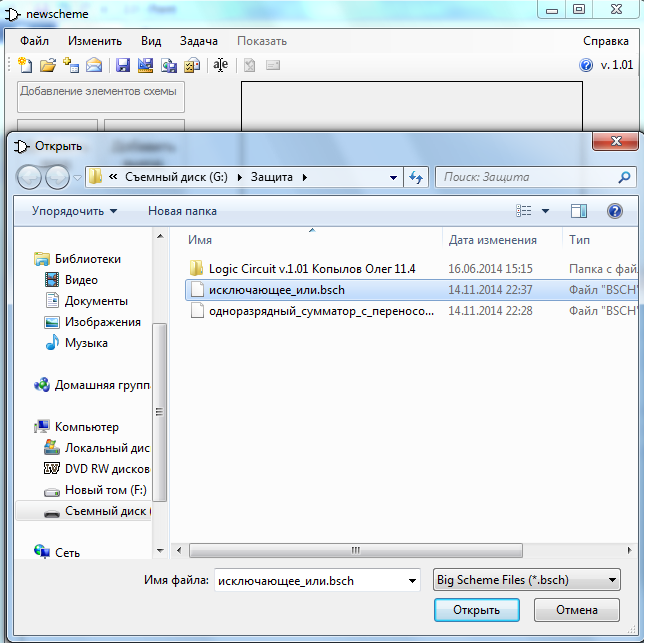 newscheme
Файл Изменить Вид Задача Показать Справка
a e v. 1.01
Добавление элементов схемы
Открыть
« Съемный диск (G:) Защита Поиск: Защита
Упорядочить Новая папка
Имя Дата изменения Тип
Библиотеки
Видео
Документы
Изображения
Музыка
Домашняя групп
Компьютер
Локальный дис
DVD RW дисков
Новый том (F:)
Съемный диск (
Сеть
Logic Circuit v.1.01 Копылов Олег 11.4 16.06.2014 15:15 Папка с фай
исключающее_или.bsch 14.11.2014 22:37 Файл "BSCH"
одноразрядный_сумматор_с_переносо... 14.11.2014 22:28 Файл "BSCH"
Имя файла: исключающее_или.bsch Big Scheme Files (*.bsch)
Открыть Отмена